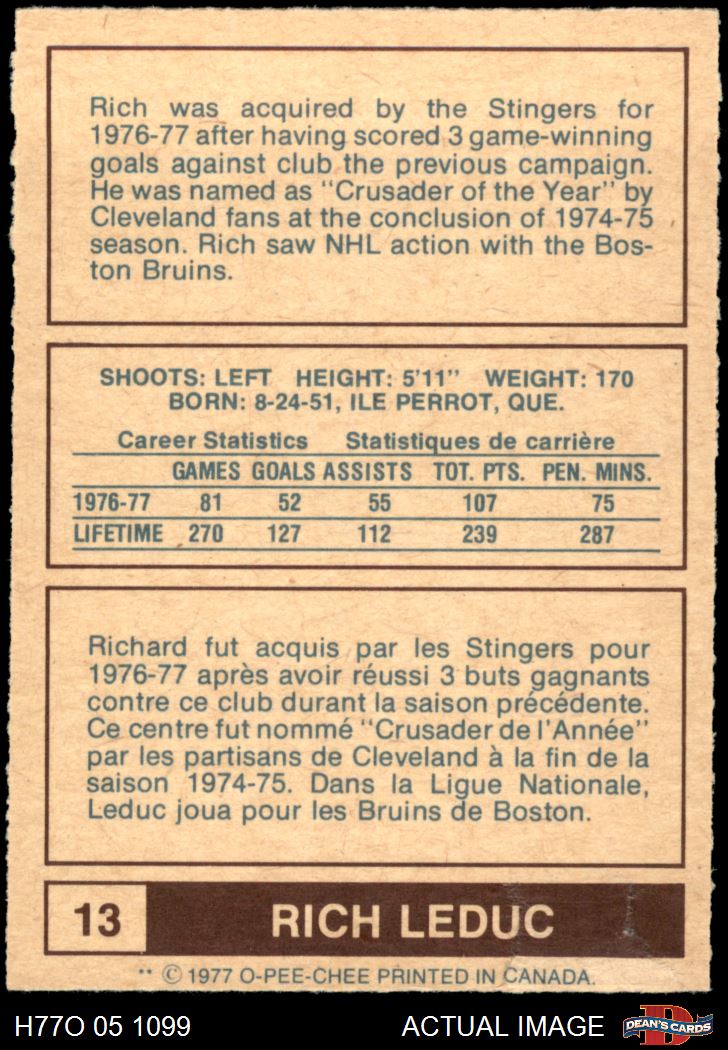 Rich was acquired by the Stingers for
1976-77 after having scored 3 game-winning
goals against club the previous campaign.
He was named as "Crusader of the Year" by
Cleveland fans at the conclusion of 1974-75
season. Rich saw NHL action with the Bos-
ton Bruins.
SHOOTS: LEFT HEIGHT: 5'11" WEIGHT: 170
BORN: 8-24-51, ILE PERROT, QUE.
Career Statistics Statistiques de carrière
GAMES GOALS ASSISTS TOT. PTS. PEN. MINS.
1976-77 81 52 55 107 75
LIFETIME 270 127 112 239 287
Richard fut acquis par les Stingers pour
1976-77 après avoir réussi 3 buts gagnants
contre ce club durant la saison précédente.
Ce centre fut nommé "Crusader de l'Année"
par les partisans de Cleveland à la fin de la
saison 1974-75. Dans la Ligue Nationale,
Leduc joua pour les Bruins de Boston.
13 RICH LEDUC
** © 1977 O-PEE-CHEE PRINTED IN CANADA.
H77O 05 1099 ACTUAL IMAGE D DEAN'S CARDS